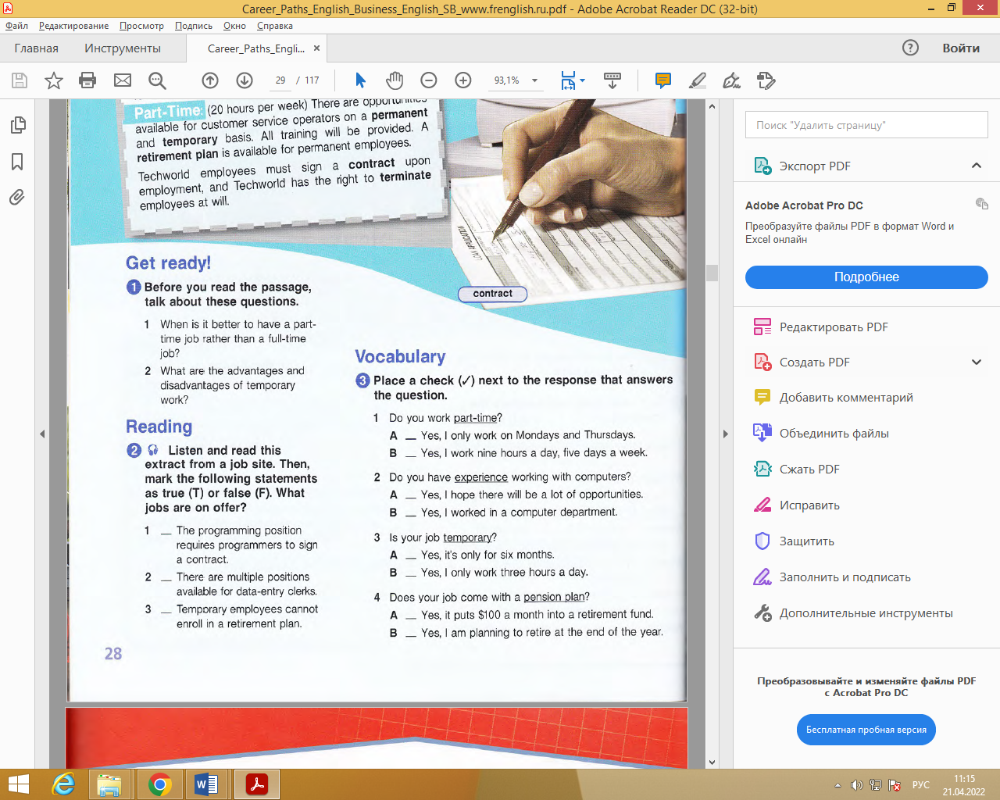 Career_Paths_English_Business_English_SB_www.frenglish.ru.pdf - Adobe Acrobat Reader DC (32-bit)
Файл Редактирование Просмотр Подпись Окно Справка
Главная Инструменты Career_Paths_Engli... × Войти
29 / 117 93,1%
Part-Time: (20 hours per week) There are opportunities
available for customer service operators on a permanent
and temporary basis. All training will be provided. A
retirement plan is available for permanent employees.
Techworld employees must sign a contract upon
employment, and Techworld has the right to terminate
employees at will.
contract
Get ready!
1 Before you read the passage,
talk about these questions.
1 When is it better to have a part-
time job rather than a full-time
job?
2 What are the advantages and
disadvantages of temporary
work?
Reading
2 Listen and read this
extract from a job site. Then,
mark the following statements
as true (T) or false (F). What
jobs are on offer?
1 _ The programming position
requires programmers to sign
a contract.
2 _ There are multiple positions
available for data-entry clerks.
3 _ Temporary employees cannot
enroll in a retirement plan.
28
Vocabulary
3 Place a check (✓) next to the response that answers
the question.
1 Do you work part-time?
A _ Yes, I only work on Mondays and Thursdays.
B _ Yes, I work nine hours a day, five days a week.
2 Do you have experience working with computers?
A _ Yes, I hope there will be a lot of opportunities.
B _ Yes, I worked in a computer department.
3 Is your job temporary?
A _ Yes, it's only for six months.
B _ Yes, I only work three hours a day.
4 Does your job come with a pension plan?
A _ Yes, it puts $100 a month into a retirement fund.
B _ Yes, I am planning to retire at the end of the year.
Поиск "Удалить страницу"
Экспорт PDF
Adobe Acrobat Pro DC
Преобразуйте файлы PDF в формат Word и
Excel онлайн
Подробнее
Редактировать PDF
Создать PDF
Добавить комментарий
Объединить файлы
Сжать PDF
Исправить
Защитить
Заполнить и подписать
Дополнительные инструменты
Преобразовывайте и изменяйте файлы PDF
с Acrobat Pro DC
Бесплатная пробная версия
РУС
11:15
21.04.2022